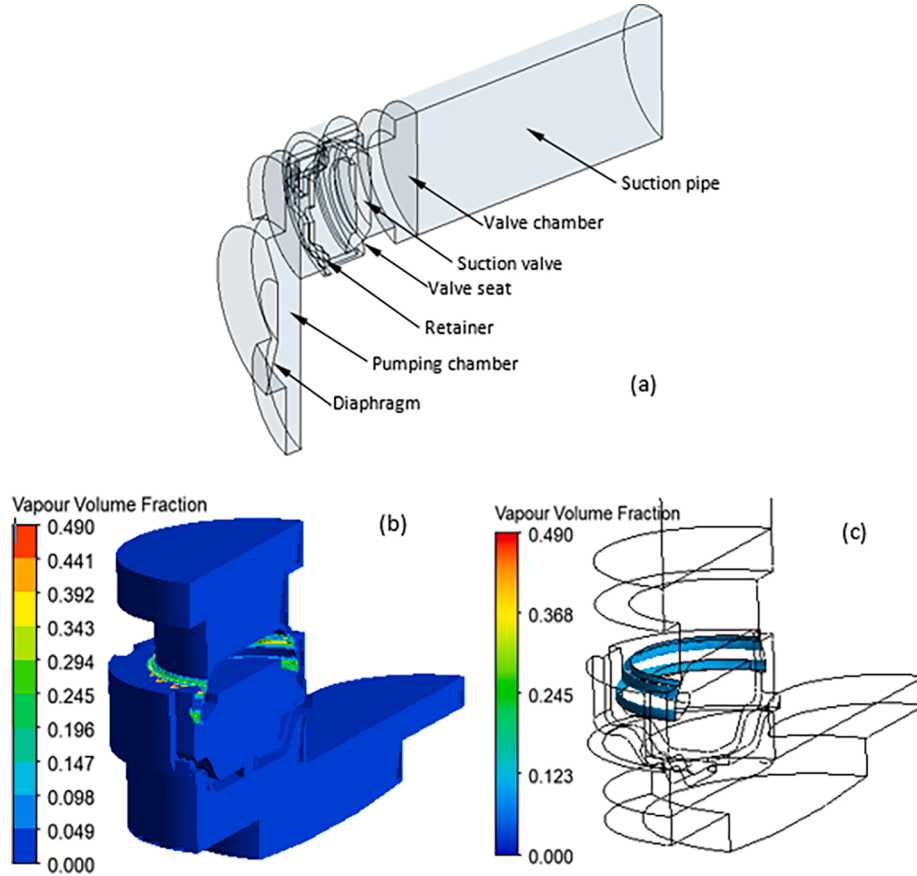 Suction pipe
Valve chamber
Suction valve
Valve seat
Retainer
Pumping chamber
Diaphragm
(a)
Vapour Volume Fraction
0.490
0.441
0.392
0.343
0.294
0.245
0.196
0.147
0.098
0.049
0.000
(b)
Vapour Volume Fraction
0.490
0.368
0.245
0.123
0.000
(c)